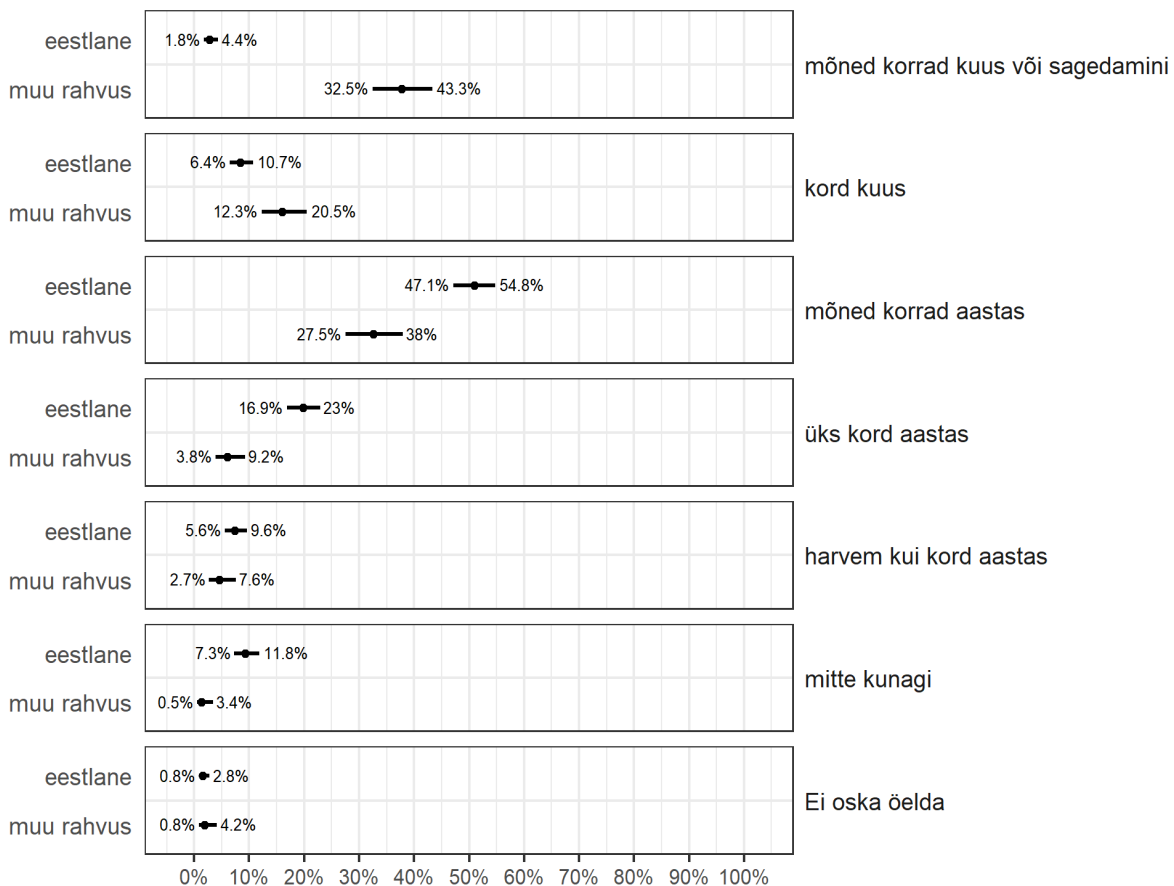 eestlane 1.8% 4.4%
mõned korrad kuus või sagedamini
muu rahvus 32.5% 43.3%
eestlane 6.4% 10.7%
kord kuus
muu rahvus 12.3% 20.5%
eestlane 47.1% 54.8%
mõned korrad aastas
muu rahvus 27.5% 38%
eestlane 16.9% 23%
üks kord aastas
muu rahvus 3.8% 9.2%
eestlane 5.6% 9.6%
harvem kui kord aastas
muu rahvus 2.7% 7.6%
eestlane 7.3% 11.8%
mitte kunagi
muu rahvus 0.5% 3.4%
eestlane 0.8% 2.8%
Ei oska öelda
muu rahvus 0.8% 4.2%
0% 10% 20% 30% 40% 50% 60% 70% 80% 90% 100%